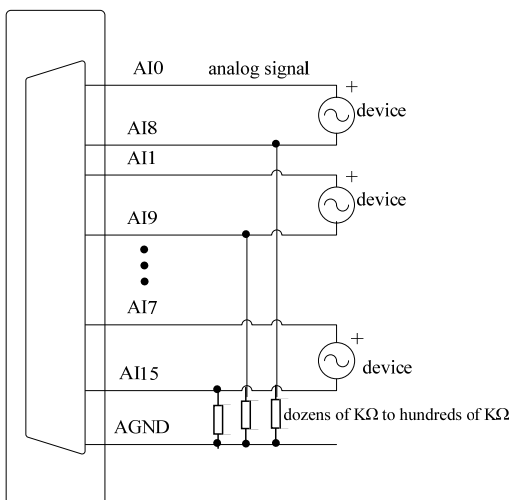 AI0 analog signal
+
device
AI8
AI1
+
device
AI9
AI7
+
device
AI15
dozens of KΩ to hundreds of KΩ
AGND